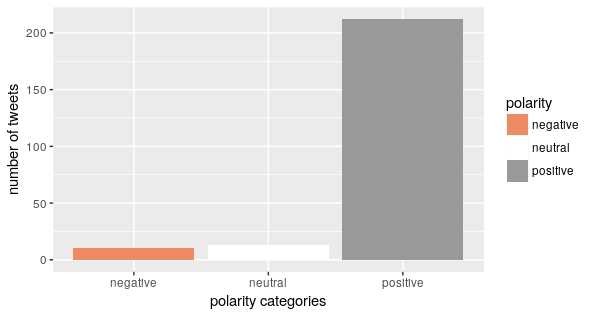 number of tweets
200
150
100
50
0
negative neutral positive
polarity categories
polarity
negative
neutral
positive